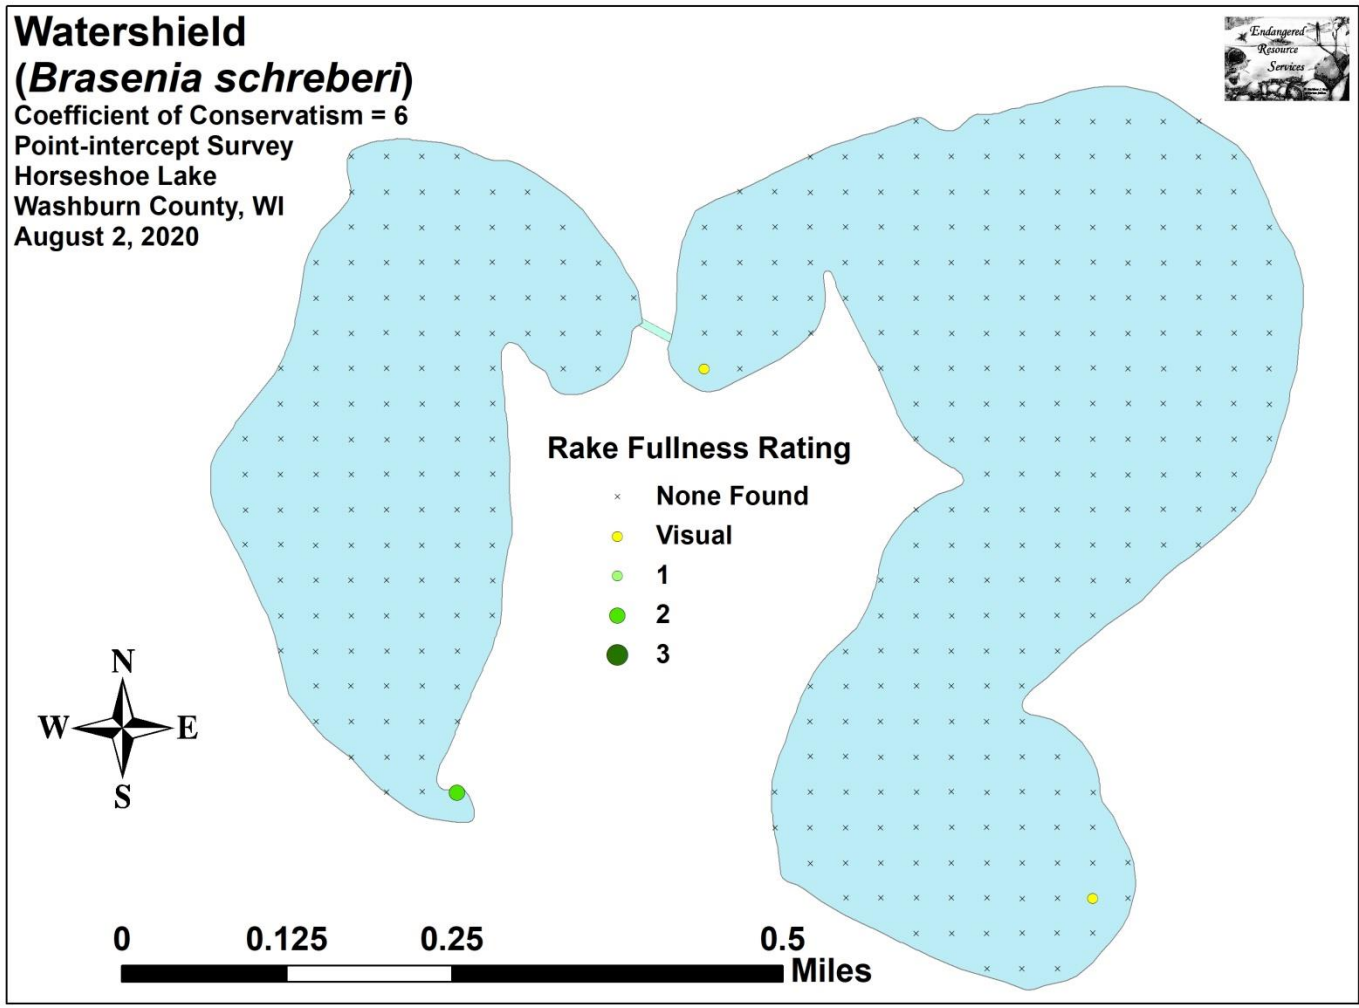 Watershield
(Brasenia schreberi)
Coefficient of Conservatism = 6
Point-intercept Survey
Horseshoe Lake
Washburn County, WI
August 2, 2020
Endangered
Resource
Services
Rake Fullness Rating
None Found
Visual
1
2
3
N
W E
S
0 0.125 0.25 0.5
Miles